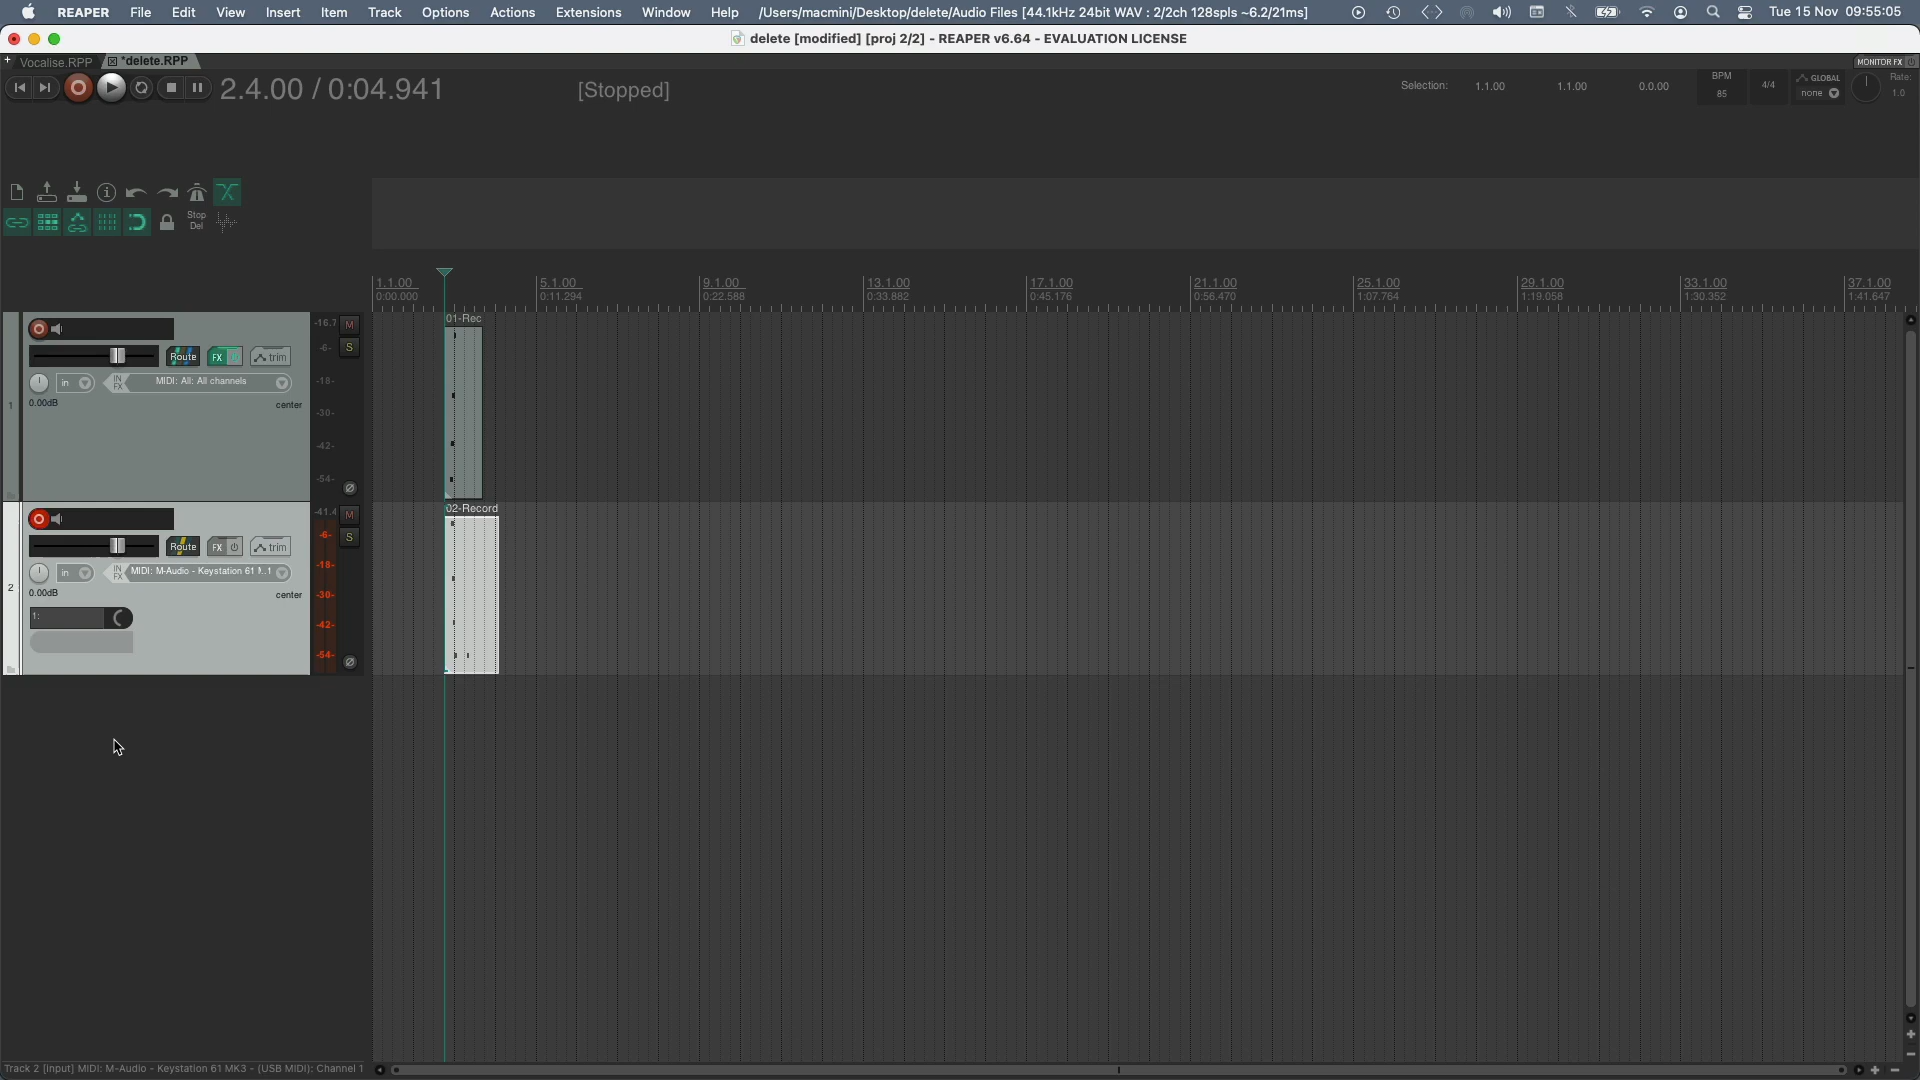 REAPER File Edit View Insert Item Track Options Actions Extensions Window Help /Users/macmini/Desktop/delete/Audio Files [44.1kHz 24bit WAV : 2/2ch 128spls ~6.2/21ms] Tue 15 Nov 09:55:05
delete [modified] [proj 2/2] - REAPER v6.64 - EVALUATION LICENSE
+ Vocalise.RPP *delete.RPP MONITOR FX
2.4.00 / 0:04.941 [Stopped] Selection: 1.1.00 1.1.00 0.0.00 BPM 85 4/4 GLOBAL none Rate: 1.0
Stop
Del
1.1.00 5.1.00 9.1.00 13.1.00 17.1.00 21.1.00 25.1.00 29.1.00 33.1.00 37.1.00
0:00.000 0:11.294 0:22.588 0:33.882 0:45.176 0:56.470 1:07.764 1:19.058 1:30.352 1:41.647
01-Rec
-16.7 M
-6- S
Route FX trim
in IN FX MIDI: All: All channels -18-
0.00dB center
1
-30-
-42-
-54-
02-Record
-41.4 M
-6- S
Route FX trim
-18-
in IN FX MIDI: M-Audio - Keystation 61 M..1
2
0.00dB center
-30-
1:
-42-
-54-
Track 2 [Input] MIDI: M-Audio - Keystation 61 MK3 - (USB MIDI): Channel 1